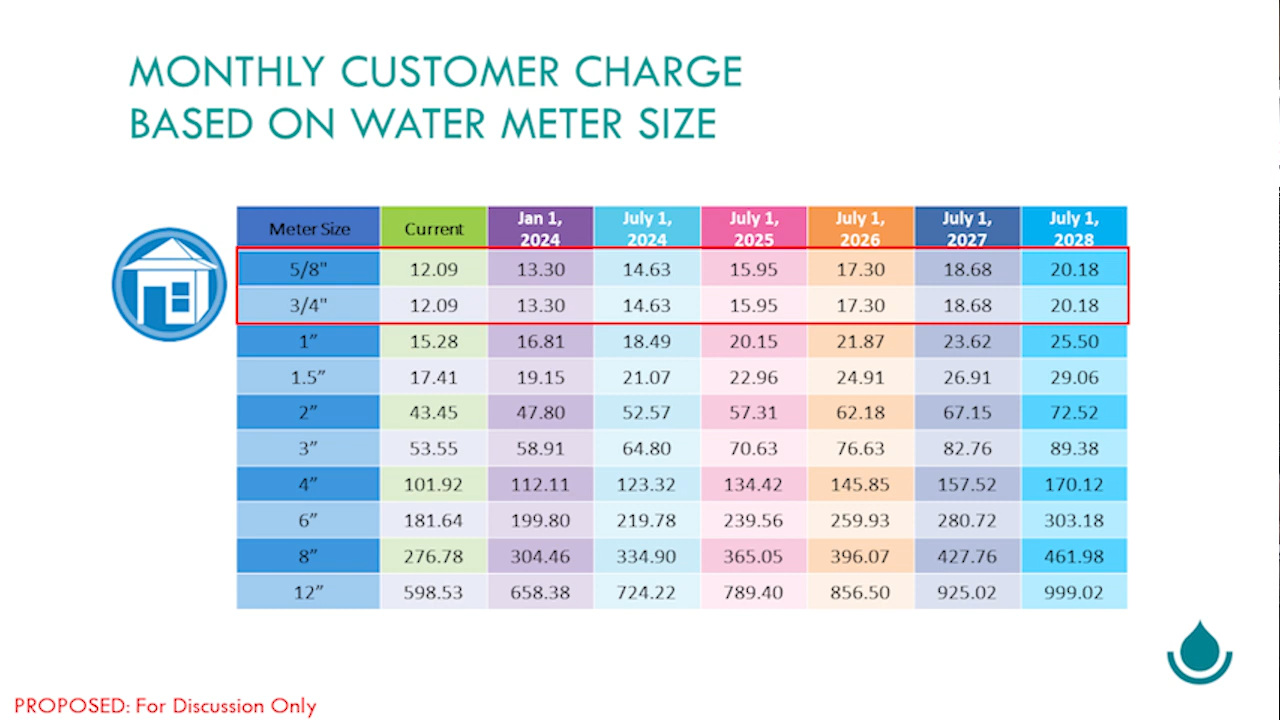 MONTHLY CUSTOMER CHARGE
BASED ON WATER METER SIZE
Meter Size Current Jan 1, 2024 July 1, 2024 July 1, 2025 July 1, 2026 July 1, 2027 July 1, 2028
5/8" 12.09 13.30 14.63 15.95 17.30 18.68 20.18
3/4" 12.09 13.30 14.63 15.95 17.30 18.68 20.18
1” 15.28 16.81 18.49 20.15 21.87 23.62 25.50
1.5” 17.41 19.15 21.07 22.96 24.91 26.91 29.06
2” 43.45 47.80 52.57 57.31 62.18 67.15 72.52
3” 53.55 58.91 64.80 70.63 76.63 82.76 89.38
4” 101.92 112.11 123.32 134.42 145.85 157.52 170.12
6” 181.64 199.80 219.78 239.56 259.93 280.72 303.18
8” 276.78 304.46 334.90 365.05 396.07 427.76 461.98
12” 598.53 658.38 724.22 789.40 856.50 925.02 999.02
PROPOSED: For Discussion Only